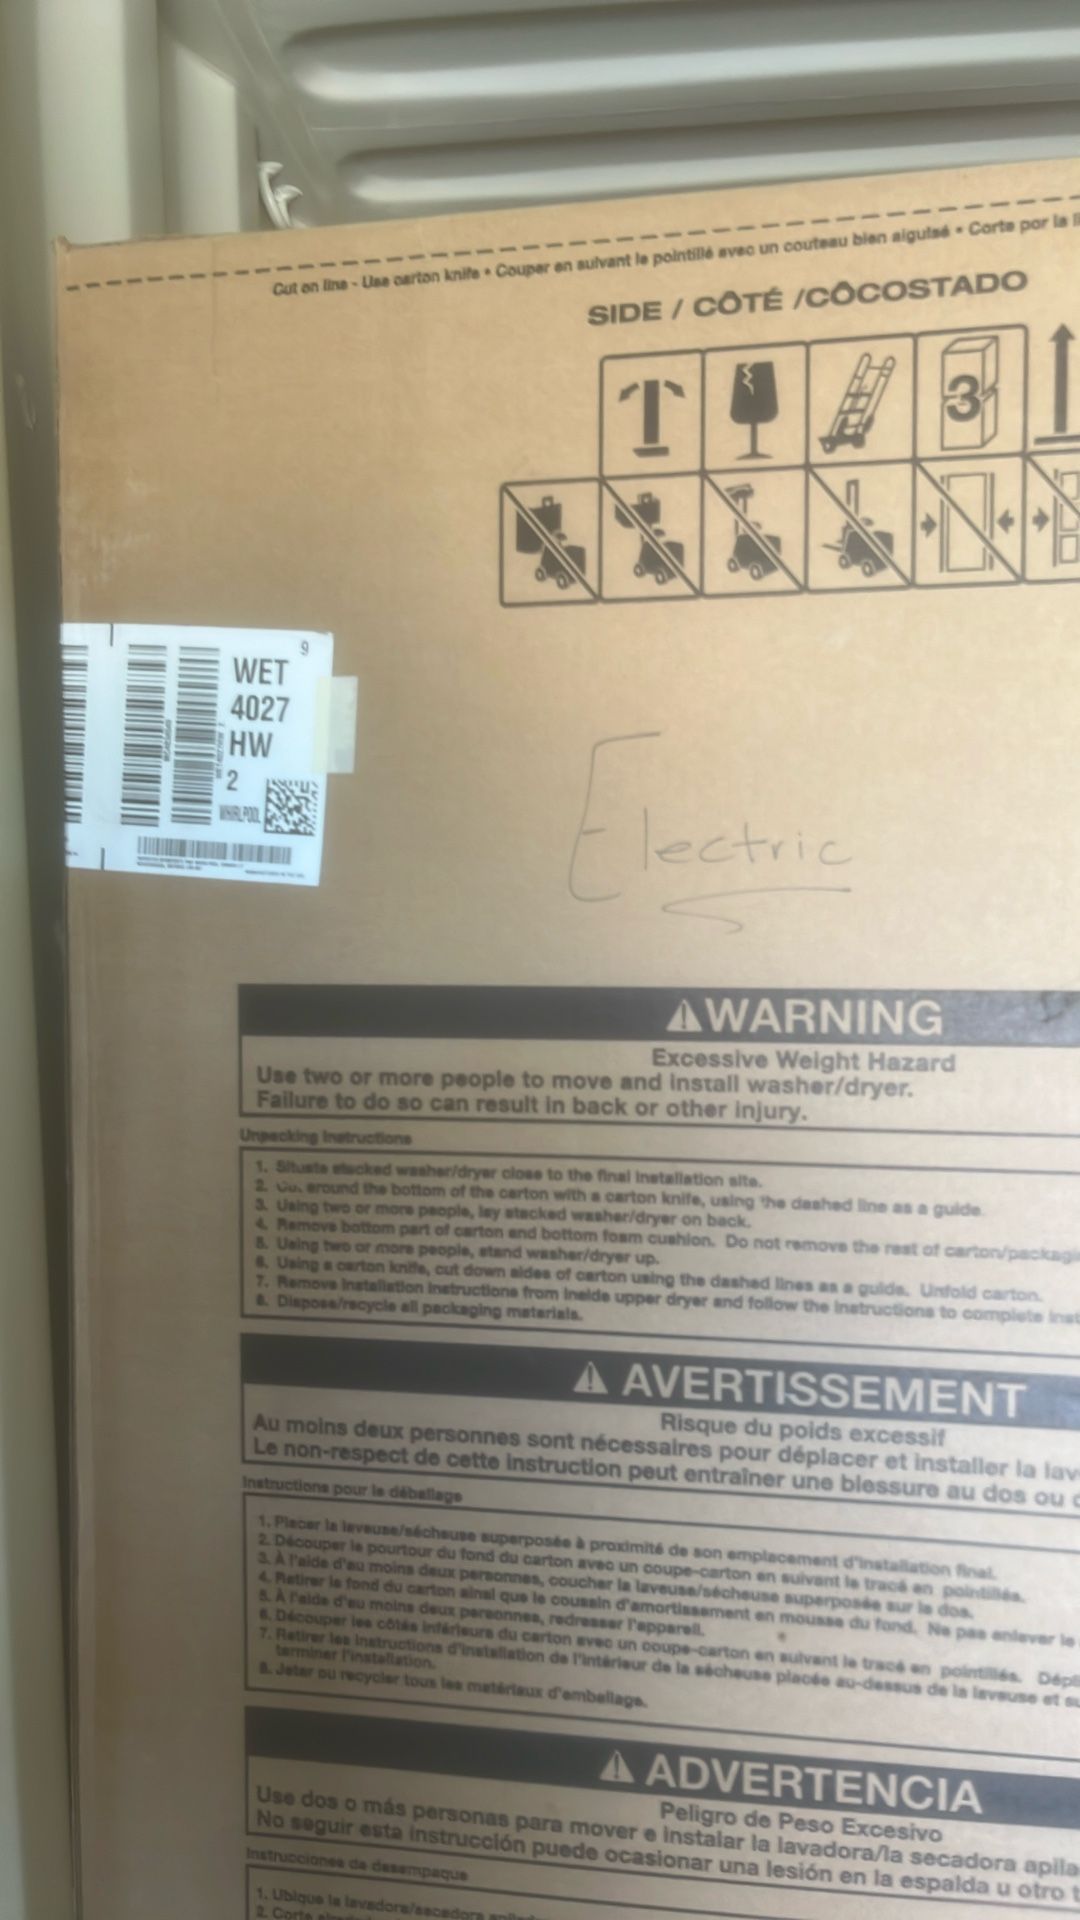 Cut on line - Use carton knife • Couper en suivant le pointillé avec un couteau bien aiguisé • Corte por la
SIDE / CÔTÉ /CÔCOSTADO
3
9
WET
4027
HW
2
WHIRLPOOL
Electric
WARNING
Excessive Weight Hazard
Use two or more people to move and install washer/dryer.
Failure to do so can result in back or other injury.
Unpacking Instructions
1. Situate stacked washer/dryer close to the final installation site.
2. around the bottom of the carton with a carton knife, using the dashed line as a guide.
3. Using two or more people, lay stacked washer/dryer on back.
4. Remove bottom part of carton and bottom foam cushion. Do not remove the rest of carton/packagi
5. Using two or more people, stand washer/dryer up.
6. Using a carton knife, cut down sides of carton using the dashed lines as a guide. Unfold carton.
7. Remove installation instructions from inside upper dryer and follow the instructions to complete inst
8. Dispose/recycle all packaging materials.
AVERTISSEMENT
Risque du poids excessif
Au moins deux personnes sont nécessaires pour déplacer et installer la lav
Le non-respect de cette instruction peut entraîner une blessure au dos ou
Instructions pour le déballage
1. Placer la laveuse/sécheuse superposée à proximité de son emplacement d'installation final.
2. Découper le pourtour du fond du carton avec un coupe-carton en suivant le tracé en pointillés.
3. À l'aide d'au moins deux personnes, coucher la laveuse/sécheuse superposée sur le dos.
4. Retirer le fond du carton ainsi que le coussin d'amortissement en mousse du fond. Ne pas enlever le
5. À l'aide d'au moins deux personnes, redresser l'appareil.
6. Découper les côtés inférieurs du carton avec un coupe-carton en suivant le tracé en pointillés. Dépl
7. Retirer les instructions d'installation de l'intérieur de la sécheuse placée au-dessus de la laveuse et su
terminer l'installation.
8. Jeter ou recycler tous les matériaux d'emballage.
ADVERTENCIA
Peligro de Peso Excesivo
Use dos o más personas para mover e instalar la lavadora/la secadora apila
No seguir esta instrucción puede ocasionar una lesión en la espalda u otro t
Instrucciones de desempaque
1. Ubique la lavadora/secadora
2. Corte